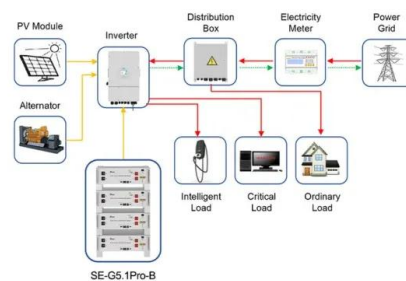 PV Module
Inverter
Distribution
Box
Electricity
Meter
Power
Grid
Alternator
Intelligent
Load
Critical
Load
Ordinary
Load
SE-G5.1Pro-B